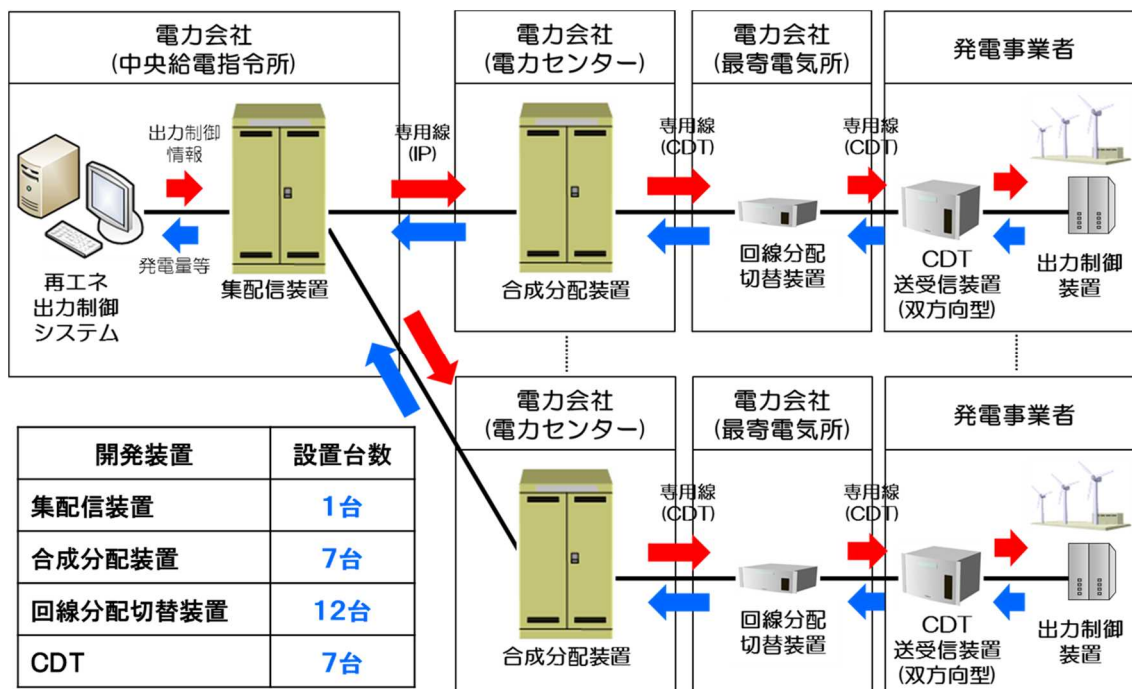 電力会社
(中央給電指令所)
電力会社
(電力センター)
電力会社
(最寄電気所)
発電事業者
出力制御
情報
専用線
(IP)
専用線
(CDT)
専用線
(CDT)
発電量等
再エネ
出力制御
システム
集配信装置
合成分配装置
回線分配
切替装置
CDT
送受信装置
(双方向型)
出力制御
装置
電力会社
(電力センター)
電力会社
(最寄電気所)
発電事業者
専用線
(CDT)
専用線
(CDT)
合成分配装置
回線分配
切替装置
CDT
送受信装置
(双方向型)
出力制御
装置
開発装置 設置台数
集配信装置 1台
合成分配装置 7台
回線分配切替装置 12台
CDT 7台